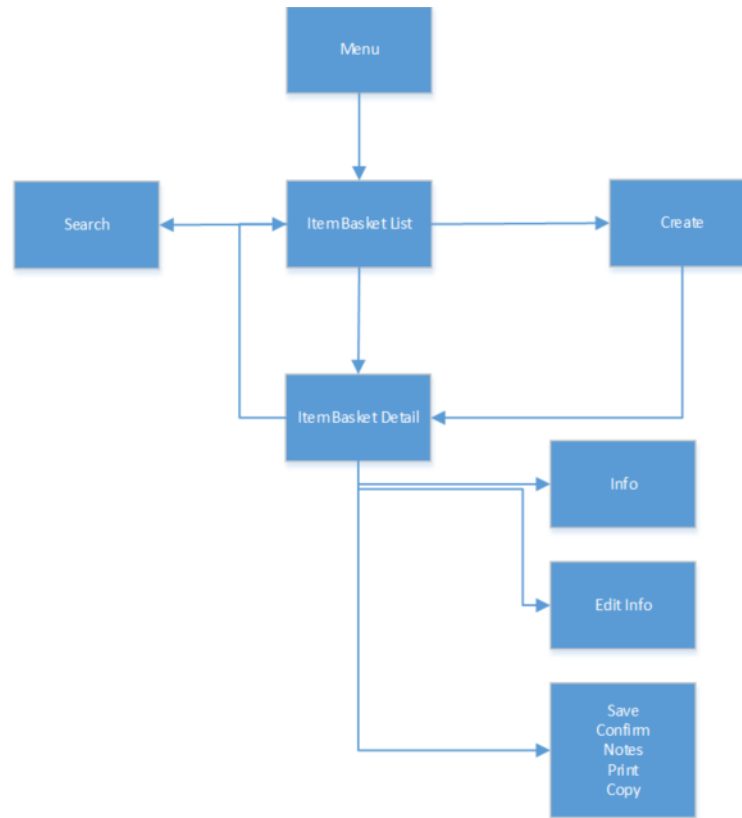 Menu
Search
ItemBasket List
Create
ItemBasket Detail
Info
Edit Info
Save
Confirm
Notes
Print
Copy